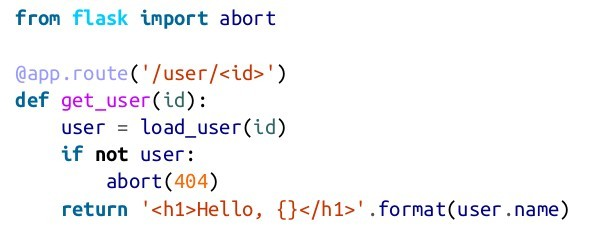 from flask import abort

@app.route('/user/<id>')
def get_user(id):
    user = load_user(id)
    if not user:
        abort(404)
    return '<h1>Hello, {}</h1>'.format(user.name)